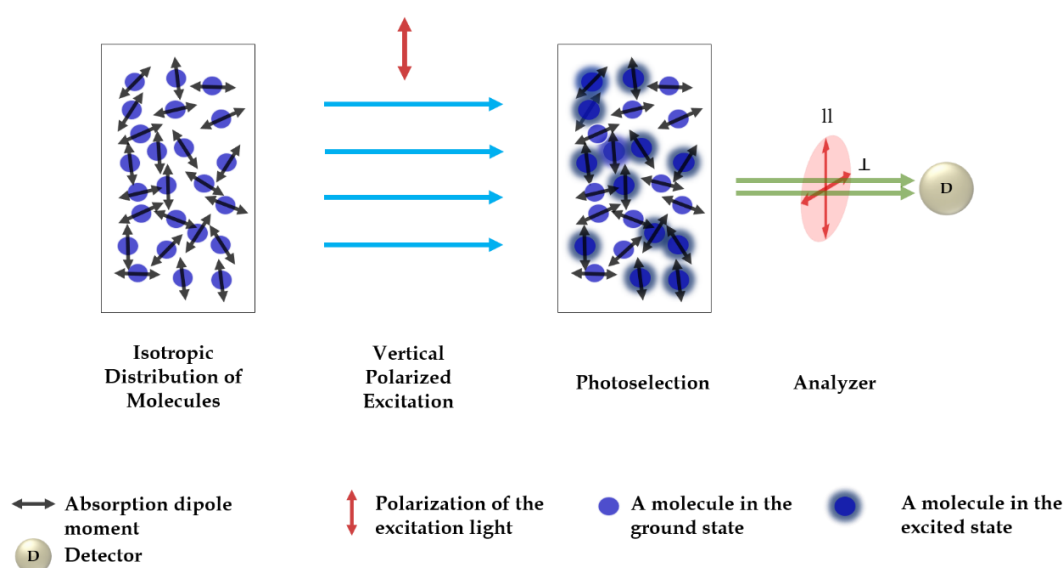 ll
⊥
D
Isotropic
Distribution of
Molecules
Vertical
Polarized
Excitation
Photoselection
Analyzer
Absorption dipole
moment
D
Detector
Polarization of the
excitation light
A molecule in the
ground state
A molecule in the
excited state